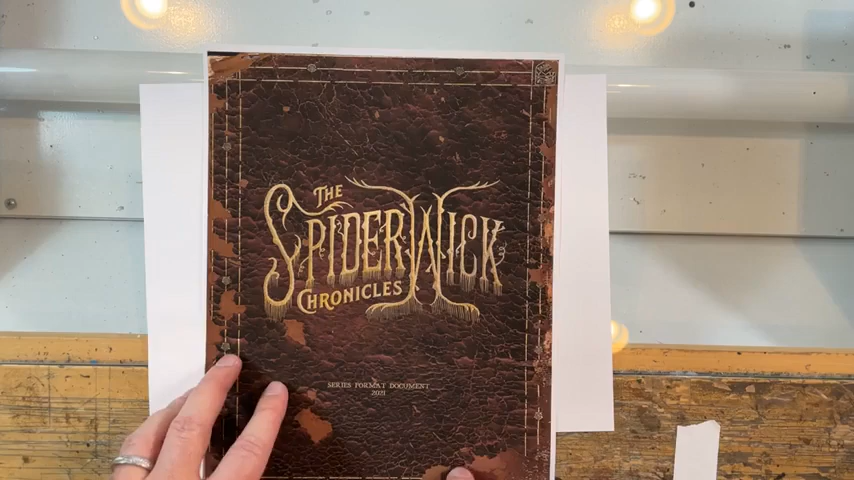 THE
SPIDERWICK
CHRONICLES
SERIES FORMAT DOCUMENT
2021